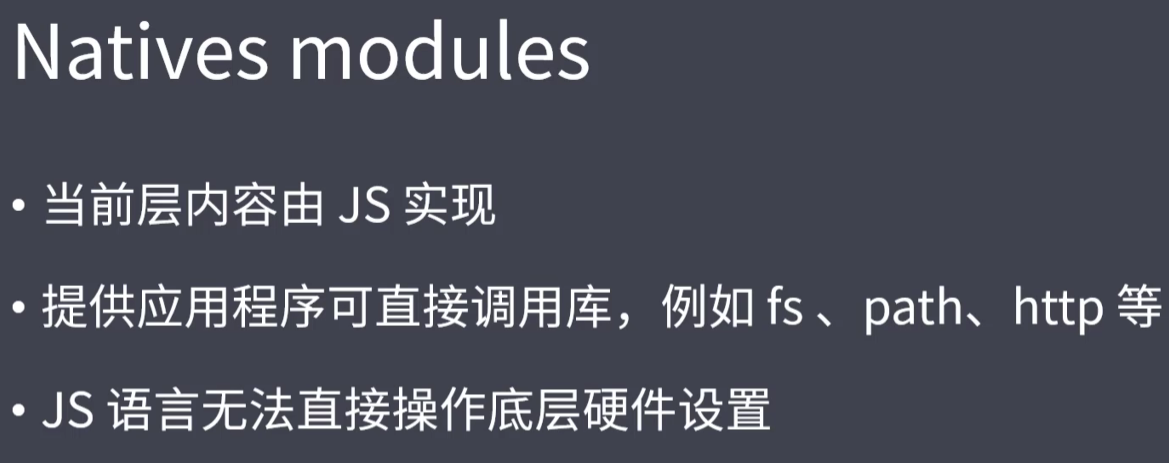 Natives modules
• 当前层内容由 JS 实现
• 提供应用程序可直接调用库，例如 fs 、path、http 等
• JS 语言无法直接操作底层硬件设置